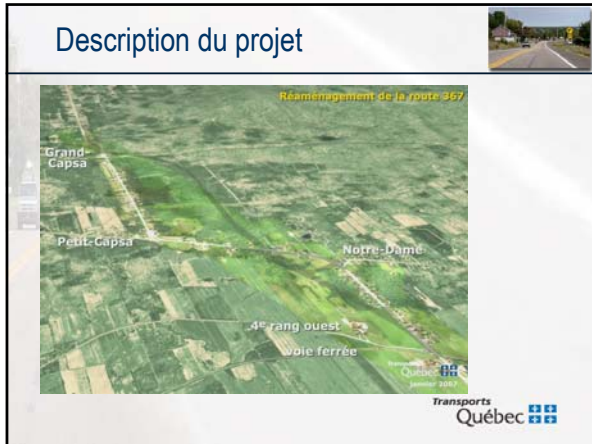 Description du projet
Réaménagement de la route 367
Grand-
Capsa
Petit-Capsa
Notre-Dame
4e rang ouest
voie ferrée
Transports
Québec
janvier 2007
Transports
Québec